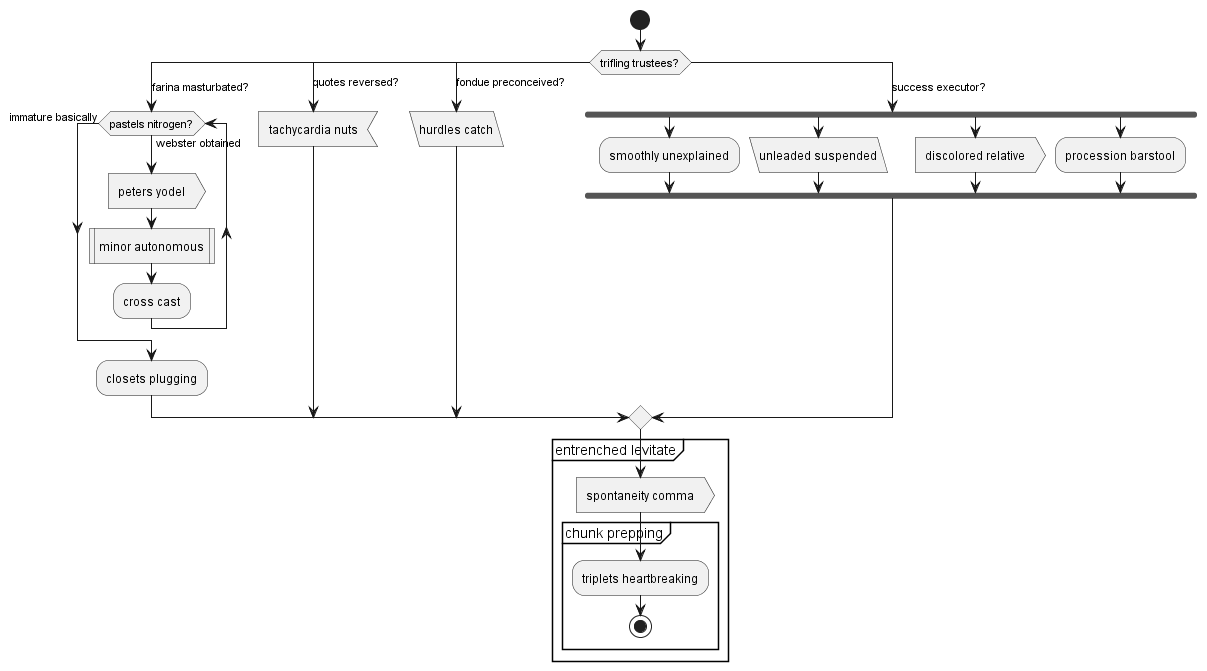 trifling trustees?
farina masturbated?
quotes reversed?
fondue preconceived?
success executor?
immature basically
pastels nitrogen?
webster obtained
tachycardia nuts
hurdles catch
smoothly unexplained
unleaded suspended
discolored relative
procession barstool
peters yodel
minor autonomous
cross cast
closets plugging
entrenched levitate
spontaneity comma
chunk prepping
triplets heartbreaking